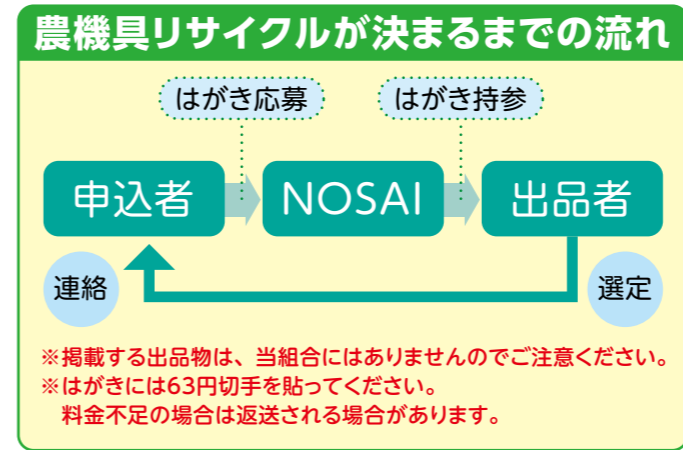 農機具リサイクルが決まるまでの流れ
はがき応募
はがき持参
申込者
NOSAI
出品者
連絡
選定
※掲載する出品物は、当組合にはありませんのでご注意ください。
※はがきには63円切手を貼ってください。
料金不足の場合は返送される場合があります。